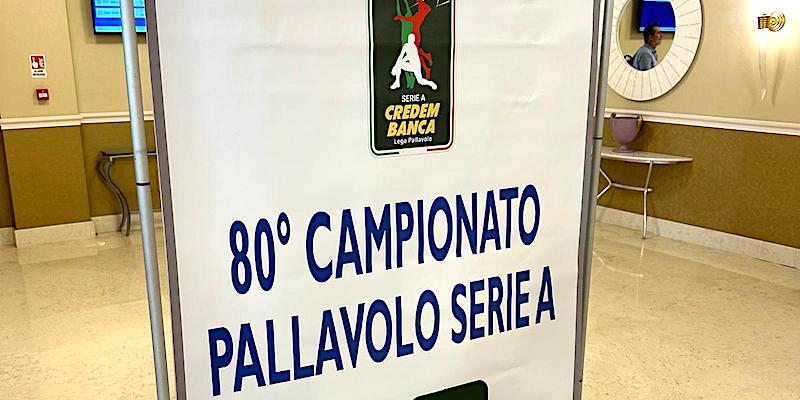 SERIE A
CREDEM
BANCA
Lega Pallavolo
80° CAMPIONATO
PALLAVOLO SERIE A